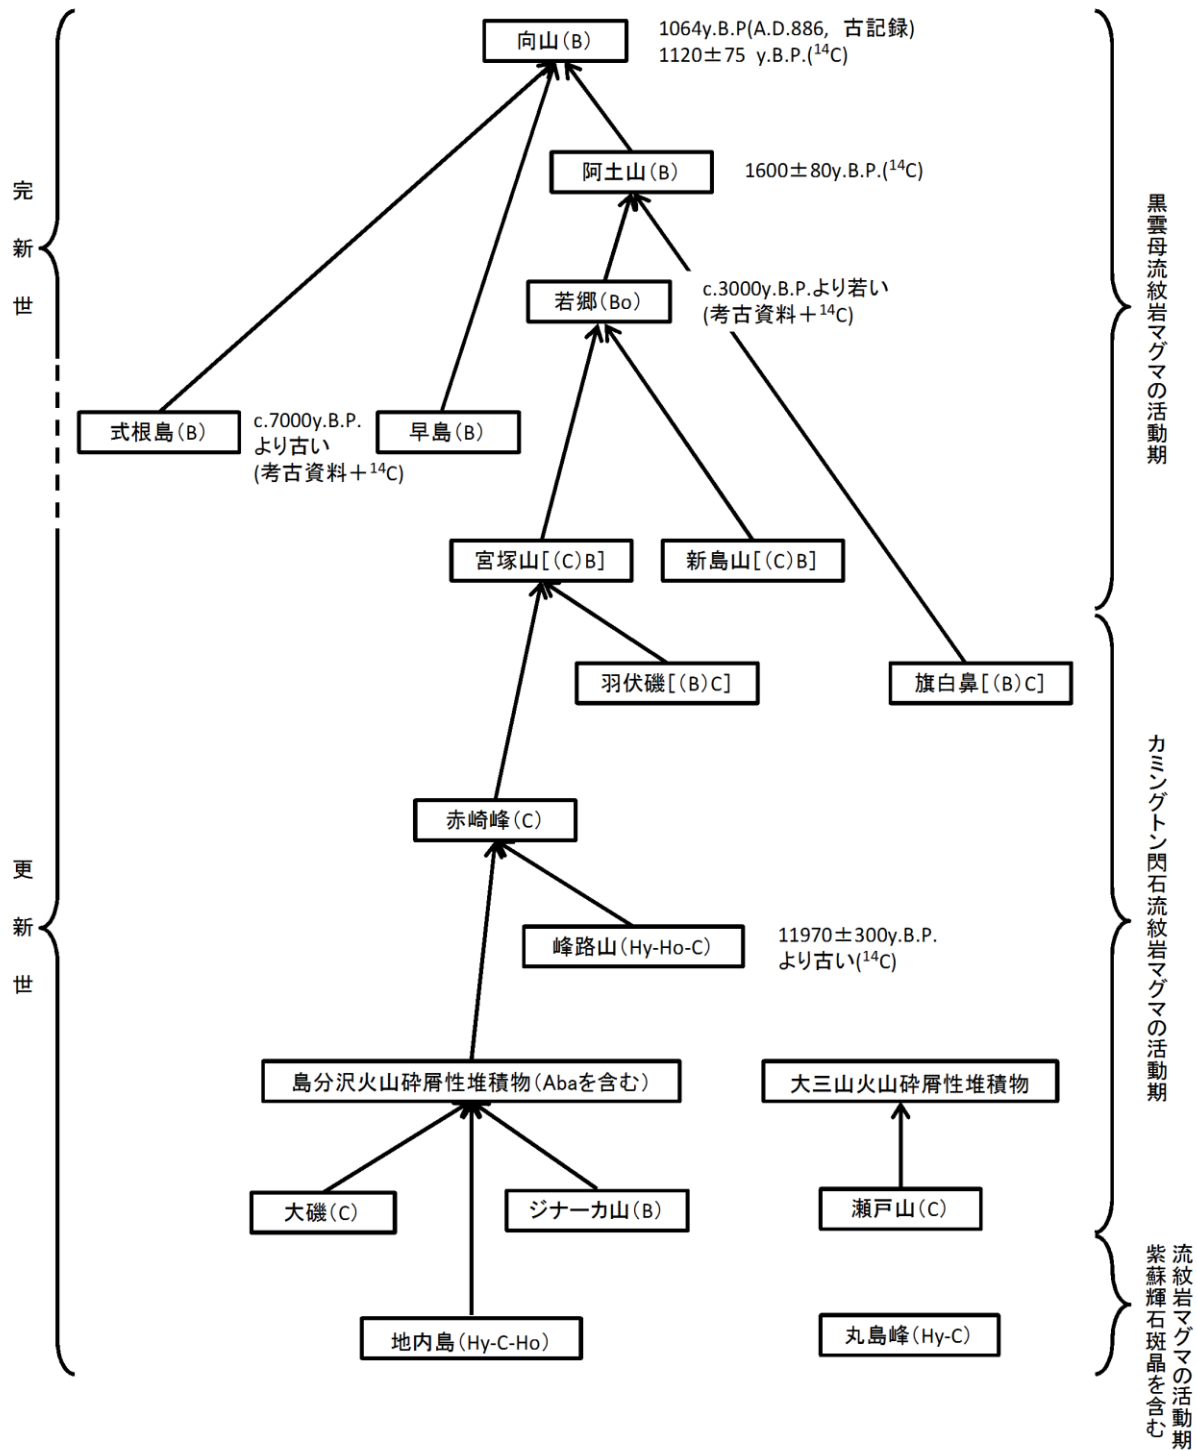 向山(B)
1064y.B.P(A.D.886, 古記録)
1120±75 y.B.P.(¹⁴C)
阿土山(B)
1600±80y.B.P.(¹⁴C)
若郷(Bo)
c.3000y.B.P.より若い
(考古資料+¹⁴C)
式根島(B)
c.7000y.B.P.
より古い
(考古資料+¹⁴C)
早島(B)
宮塚山[(C)B]
新島山[(C)B]
羽伏磯[(B)C]
旗白鼻[(B)C]
赤崎峰(C)
峰路山(Hy-Ho-C)
11970±300y.B.P.
より古い(¹⁴C)
島分沢火山砕屑性堆積物(Abaを含む)
大三山火山砕屑性堆積物
大磯(C)
ジナーカ山(B)
瀬戸山(C)
地内島(Hy-C-Ho)
丸島峰(Hy-C)
完新世
更新世
黒雲母流紋岩マグマの活動期
カミングトン閃石流紋岩マグマの活動期
紫蘇輝石斑晶を含む
流紋岩マグマの活動期